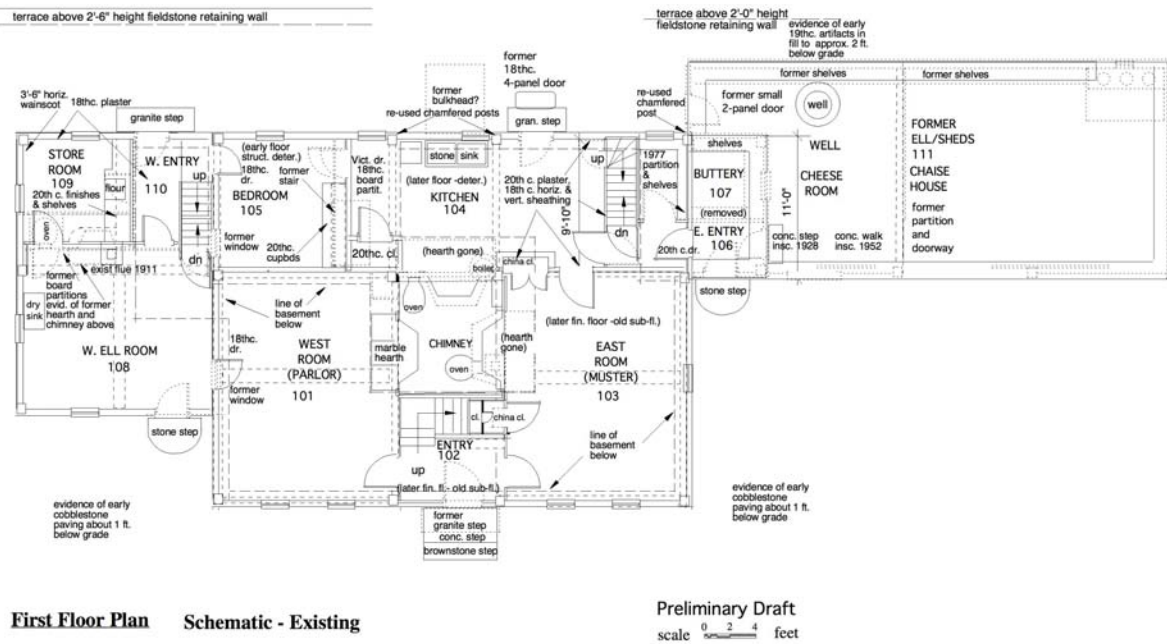 terrace above 2'-6" height fieldstone retaining wall
terrace above 2'-0" height
fieldstone retaining wall
evidence of early
19thc. artifacts in
fill to approx. 2 ft.
below grade
former
18thc.
4-panel door
former
bulkhead?
re-used chamfered posts
re-used
chamfered
post
former shelves
former shelves
former small
2-panel door
well
3'-6" horiz.
wainscot
18thc. plaster
granite step
gran. step
STORE
ROOM
109
W. ENTRY
110
up
flour
20th c. finishes
& shelves
oven
(early floor
struct. deter.)
18thc.
dr.
former
stair
BEDROOM
105
Vict. dr.
18thc.
board
partit.
stone sink
(later floor -deter.)
KITCHEN
104
up
20th c. plaster,
18th c. horiz. &
vert. sheathing
9'-10"
1977
partition
& shelves
shelves
BUTTERY
107
(removed)
E. ENTRY
106
11'-0"
WELL
CHEESE
ROOM
FORMER
ELL/SHEDS
111
CHAISE
HOUSE
former
partition
and
doorway
conc. step
insc. 1928
conc. walk
insc. 1952
former
window
20thc.
cupbds
20thc. cl.
(hearth
gone)
boiler
china cl.
dn
20th c.dr.
stone step
dn
exist flue 1911
former
board
partitions
evid. of former
hearth and
chimney above
dry
sink
W. ELL ROOM
108
stone step
18thc.
dr.
former
window
line of
basement
below
WEST
ROOM
(PARLOR)
101
marble
hearth
oven
CHIMNEY
oven
(hearth
gone)
(later fin. floor -old sub-fl.)
EAST
ROOM
(MUSTER)
103
cl.
china cl.
line of
basement
below
ENTRY
102
up
(later fin. fl.- old sub-fl.)
former
granite step
conc. step
brownstone step
evidence of early
cobblestone
paving about 1 ft.
below grade
evidence of early
cobblestone
paving about 1 ft.
below grade
First Floor Plan Schematic - Existing
Preliminary Draft
scale 0 2 4 feet